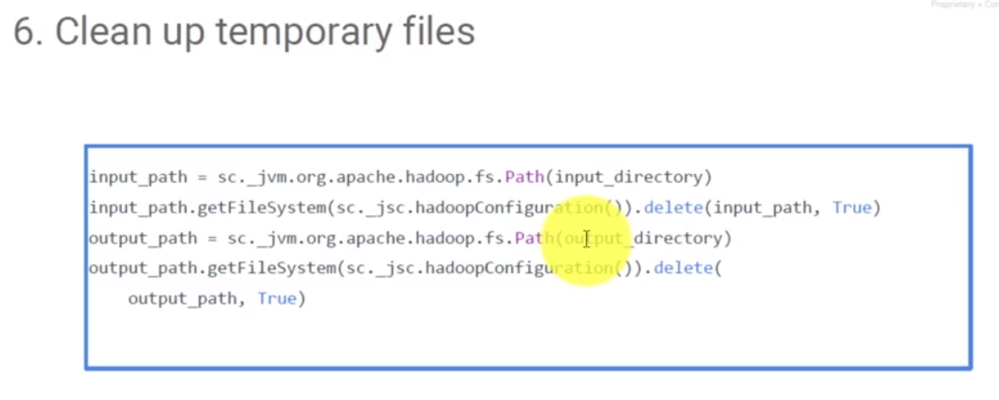 Proprietary + Con
6. Clean up temporary files
input_path = sc._jvm.org.apache.hadoop.fs.Path(input_directory)
input_path.getFileSystem(sc._jsc.hadoopConfiguration()).delete(input_path, True)
output_path = sc._jvm.org.apache.hadoop.fs.Path(output_directory)
output_path.getFileSystem(sc._jsc.hadoopConfiguration()).delete(
    output_path, True)